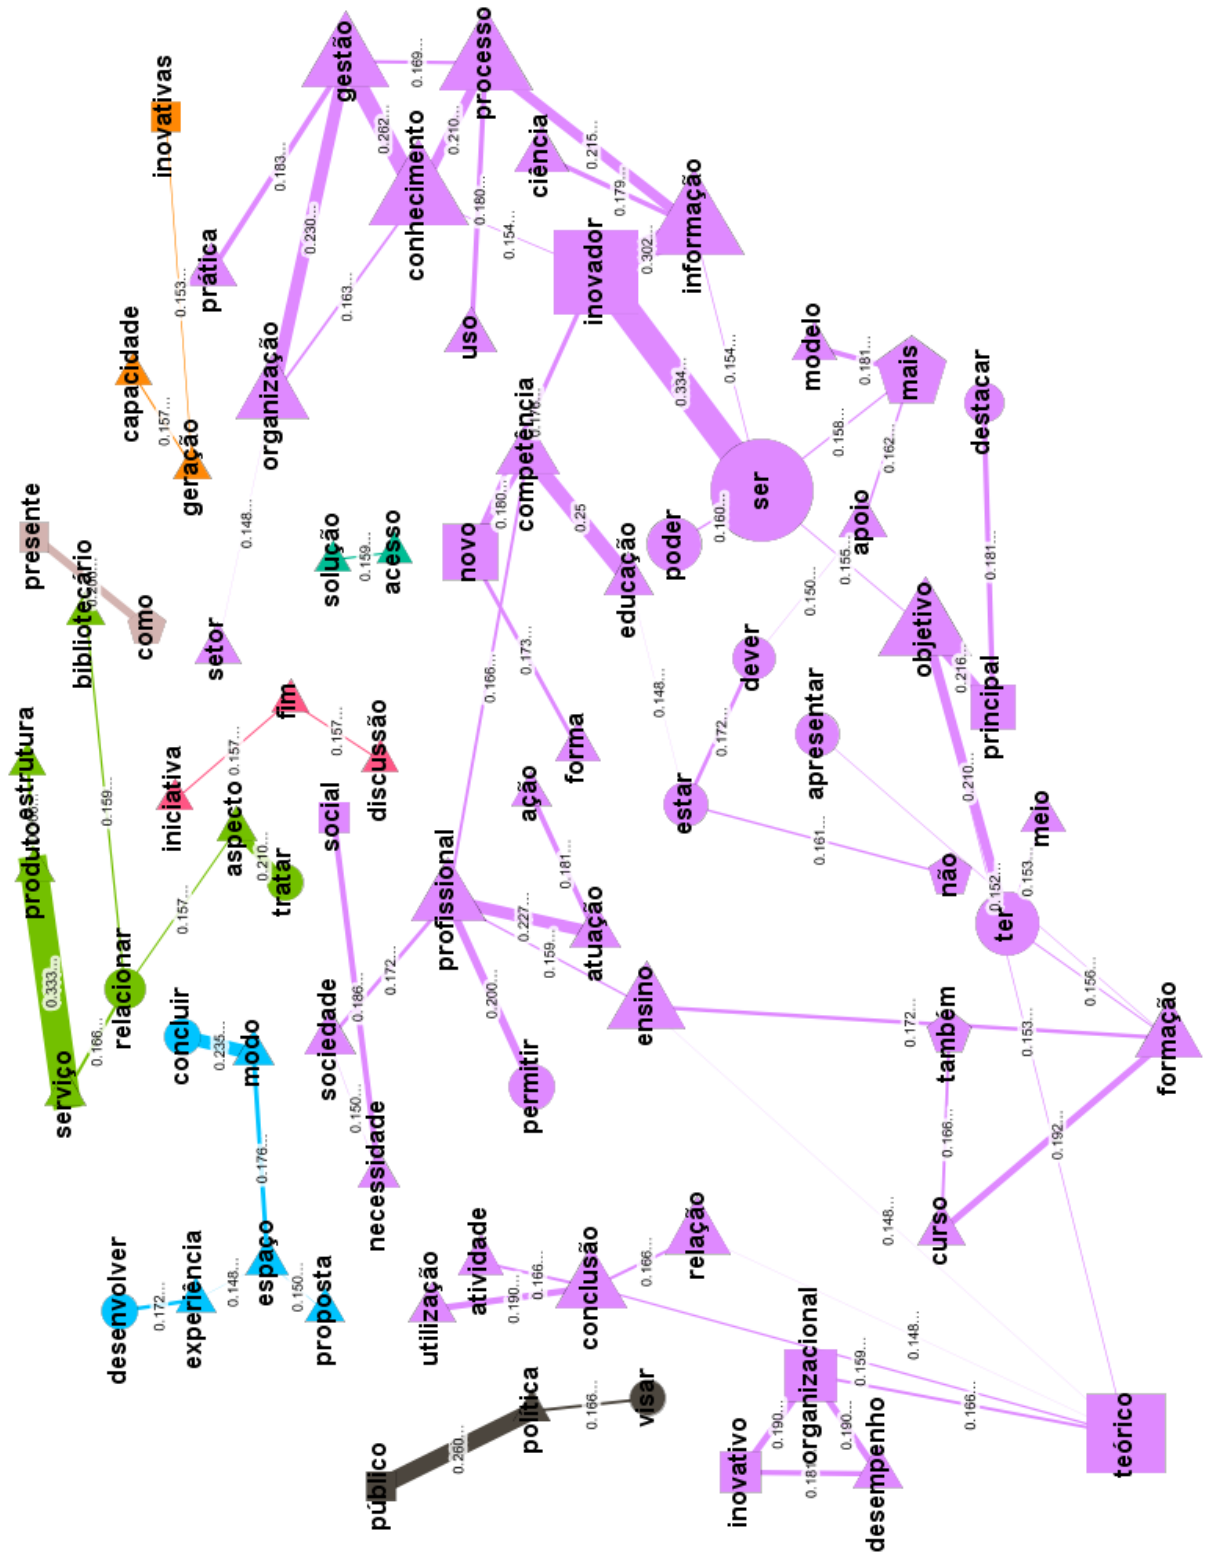 gestão
processo
inovativas
0.169...
0.262...
0.210...
conhecimento
ciência
0.183...
0.215...
0.179...
0.180...
prática
0.230...
0.154...
informação
0.302...
inovador
0.153...
0.163...
uso
capacidade
organização
0.154...
modelo
0.181...
mais
0.334...
destacar
0.157...
geração
competência
0.158...
0.162...
presente
0.148...
0.180...
ser
0.25
0.160...
novo
poder
apoio
solução
0.159...
acesso
educação
0.155...
0.150...
bibliotecário
como
setor
0.173...
0.166...
0.148...
dever
objetivo
0.216...
0.181...
principal
fim
estrutura
iniciativa
0.157...
0.157...
discussão
forma
0.172...
apresentar
0.210...
0.159...
produto
aspecto
social
ação
estar
0.161...
meio
0.210...
tratar
0.157...
profissional
0.181...
não
0.152...
0.153...
ter
0.333...
relacionar
0.227...
atuação
0.159...
0.172...
0.186...
0.200...
ensino
0.156...
0.166...
serviço
concluir
0.235...
modo
sociedade
0.150...
permitir
0.172...
também
0.153...
formação
0.176...
necessidade
0.166...
0.192...
desenvolver
0.172...
experiência
0.148...
espaço
0.150...
proposta
utilização
atividade
0.190...
0.166...
conclusão
0.166...
relação
0.148...
curso
0.148...
0.159...
0.166...
organizacional
público
0.260...
política
0.166...
visar
inovativo
0.190...
0.190...
desempenho
teórico